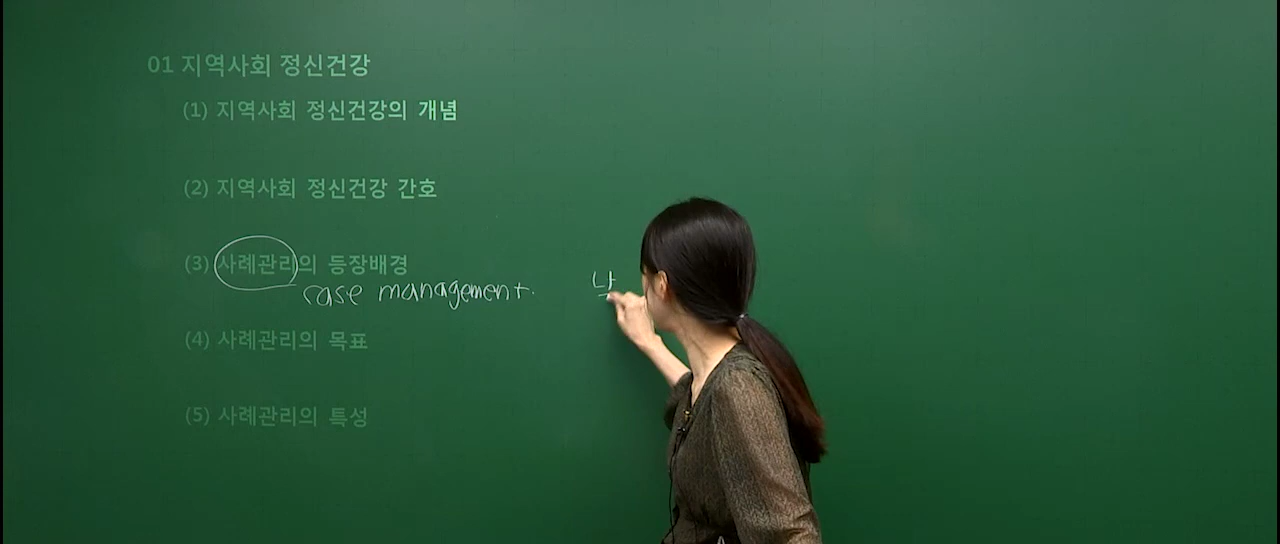 01 지역사회 정신건강
(1) 지역사회 정신건강의 개념
(2) 지역사회 정신건강 간호
(3) 사례관리의 등장배경
case management.
(4) 사례관리의 목표
(5) 사례관리의 특성